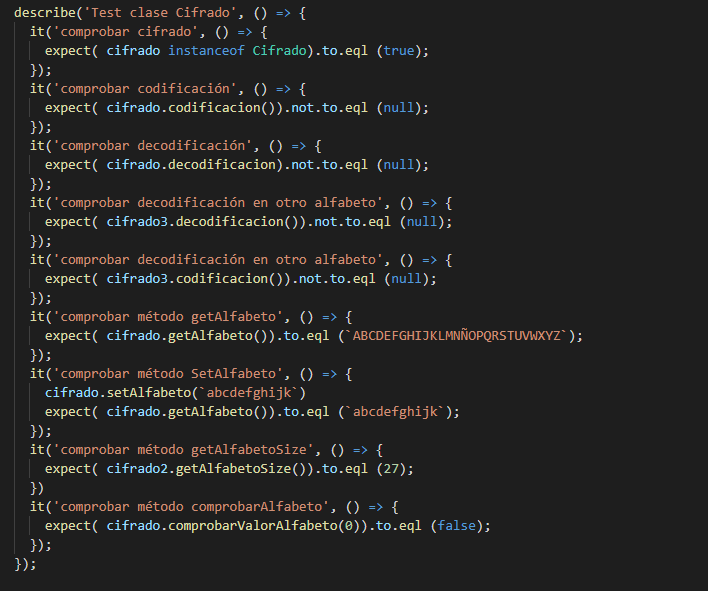 describe('Test clase Cifrado', () => {
  it('comprobar cifrado', () => {
    expect( cifrado instanceof Cifrado).to.eql (true);
  });
  it('comprobar codificación', () => {
    expect( cifrado.codificacion()).not.to.eql (null);
  });
  it('comprobar decodificación', () => {
    expect( cifrado.decodificacion).not.to.eql (null);
  });
  it('comprobar decodificación en otro alfabeto', () => {
    expect( cifrado3.decodificacion()).not.to.eql (null);
  });
  it('comprobar decodificación en otro alfabeto', () => {
    expect( cifrado3.codificacion()).not.to.eql (null);
  });
  it('comprobar método getAlfabeto', () => {
    expect( cifrado.getAlfabeto()).to.eql (`ABCDEFGHIJKLMNÑOPQRSTUVWXYZ`);
  });
  it('comprobar método SetAlfabeto', () => {
    cifrado.setAlfabeto(`abcdefghijk`)
    expect( cifrado.getAlfabeto()).to.eql (`abcdefghijk`);
  });
  it('comprobar método getAlfabetoSize', () => {
    expect( cifrado2.getAlfabetoSize()).to.eql (27);
  })
  it('comprobar método comprobarAlfabeto', () => {
    expect( cifrado.comprobarValorAlfabeto(0)).to.eql (false);
  });
});